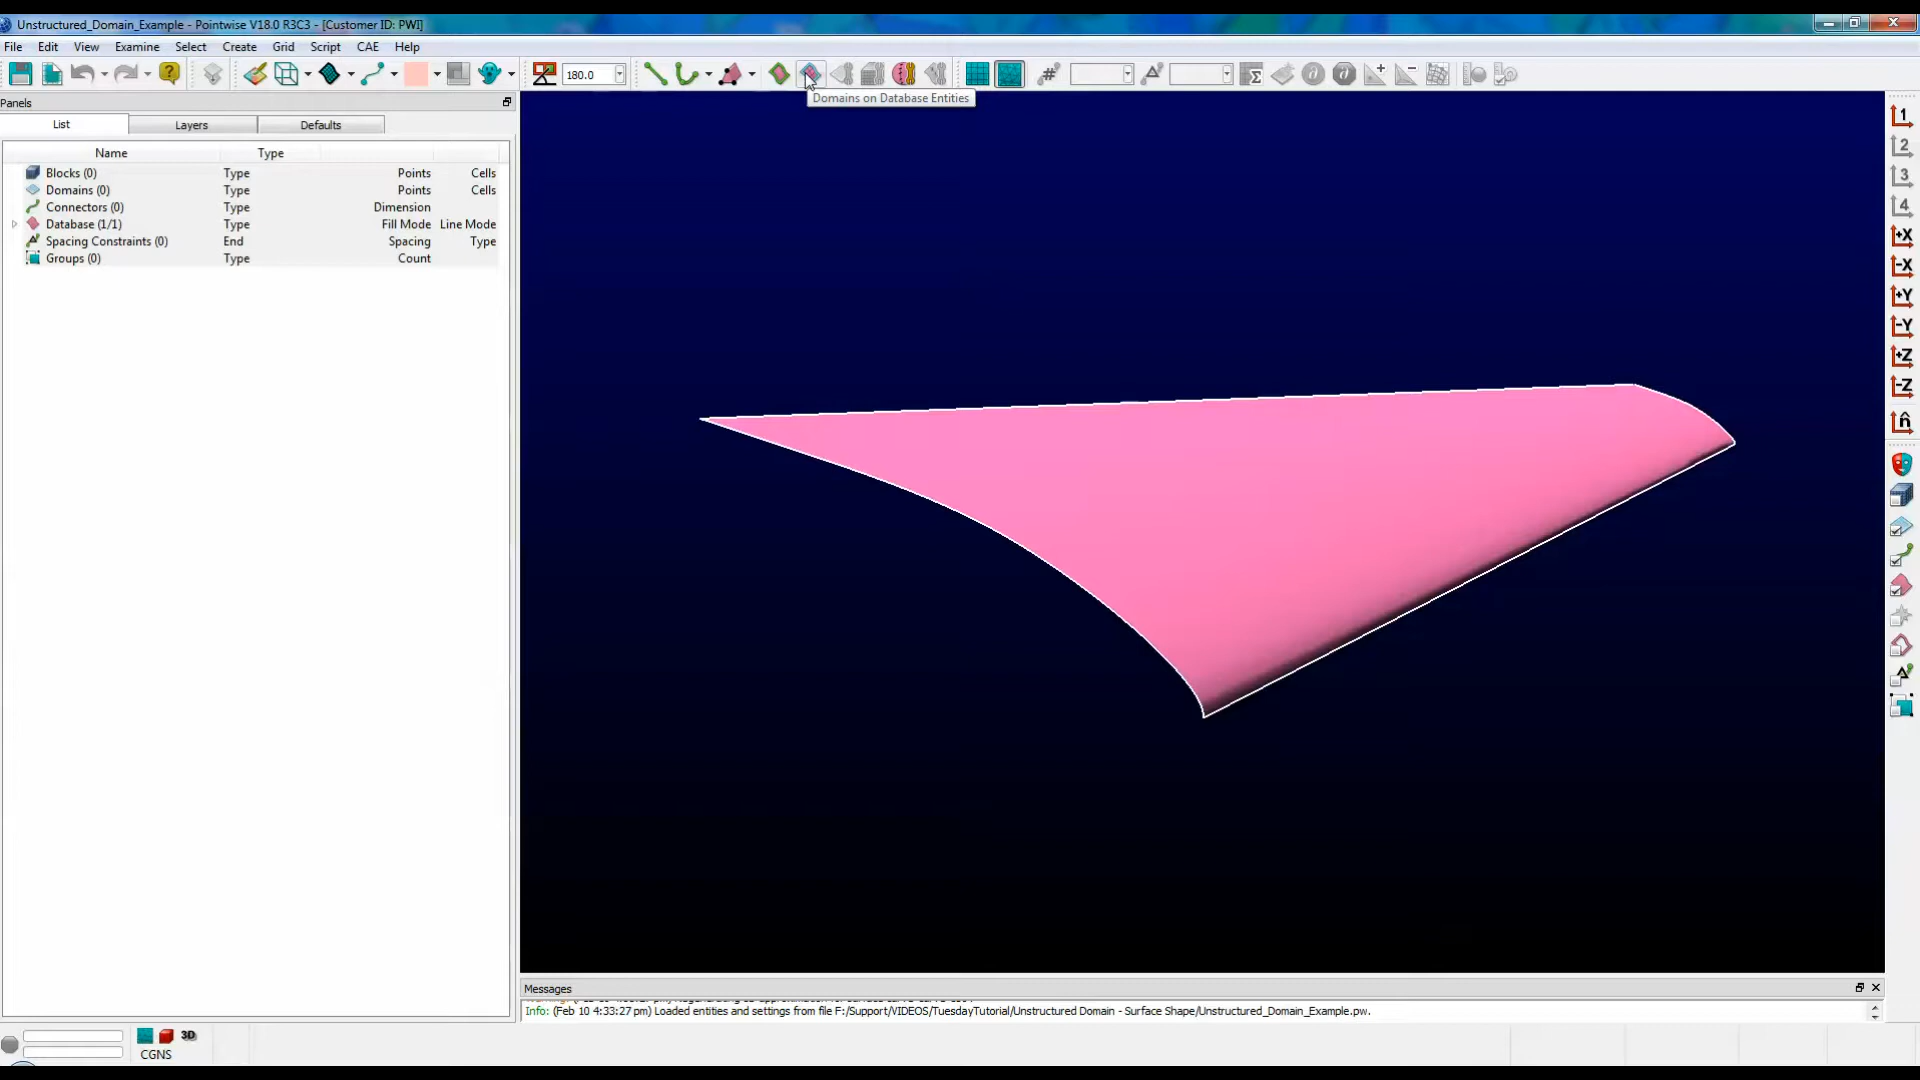 Unstructured_Domain_Example - Pointwise V18.0 R3C3 - [Customer ID: PWI]
File Edit View Examine Select Create Grid Script CAE Help
180.0
Domains on Database Entities
Panels
List Layers Defaults
Name Type
Blocks (0) Type Points Cells
Domains (0) Type Points Cells
Connectors (0) Type Dimension
Database (1/1) Type Fill Mode Line Mode
Spacing Constraints (0) End Spacing Type
Groups (0) Type Count
1
2
3
4
+X
-X
+Y
-Y
+Z
-Z
n̂
Messages
Info: (Feb 10 4:33:27 pm) Loaded entities and settings from file F:/Support/VIDEOS/TuesdayTutorial/Unstructured Domain - Surface Shape/Unstructured_Domain_Example.pw.
3D
CGNS